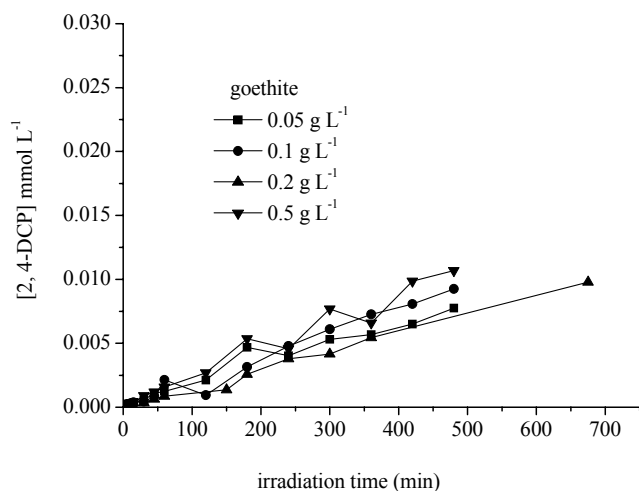 0.030
0.025
0.020
0.015
0.010
0.005
0.000
[2, 4-DCP] mmol L⁻¹
goethite
0.05 g L⁻¹
0.1 g L⁻¹
0.2 g L⁻¹
0.5 g L⁻¹
0 100 200 300 400 500 600 700
irradiation time (min)